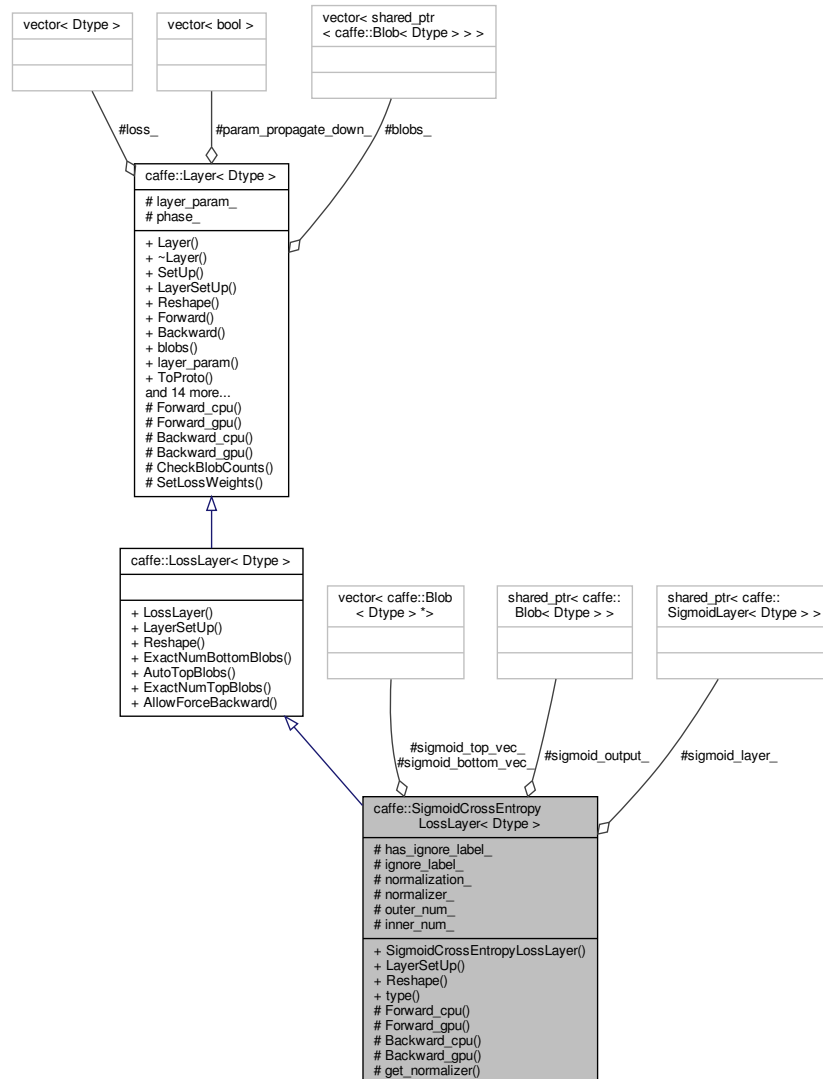 vector< Dtype >
vector< bool >
vector< shared_ptr
< caffe::Blob< Dtype > > >
#loss_
#param_propagate_down_
#blobs_
caffe::Layer< Dtype >
# layer_param_
# phase_
+ Layer()
+ ~Layer()
+ SetUp()
+ LayerSetUp()
+ Reshape()
+ Forward()
+ Backward()
+ blobs()
+ layer_param()
+ ToProto()
and 14 more...
# Forward_cpu()
# Forward_gpu()
# Backward_cpu()
# Backward_gpu()
# CheckBlobCounts()
# SetLossWeights()
caffe::LossLayer< Dtype >
+ LossLayer()
+ LayerSetUp()
+ Reshape()
+ ExactNumBottomBlobs()
+ AutoTopBlobs()
+ ExactNumTopBlobs()
+ AllowForceBackward()
vector< caffe::Blob
< Dtype > *>
shared_ptr< caffe::
Blob< Dtype > >
shared_ptr< caffe::
SigmoidLayer< Dtype > >
#sigmoid_top_vec_
#sigmoid_bottom_vec_
#sigmoid_output_
#sigmoid_layer_
caffe::SigmoidCrossEntropy
LossLayer< Dtype >
# has_ignore_label_
# ignore_label_
# normalization_
# normalizer_
# outer_num_
# inner_num_
+ SigmoidCrossEntropyLossLayer()
+ LayerSetUp()
+ Reshape()
+ type()
# Forward_cpu()
# Forward_gpu()
# Backward_cpu()
# Backward_gpu()
# get_normalizer()